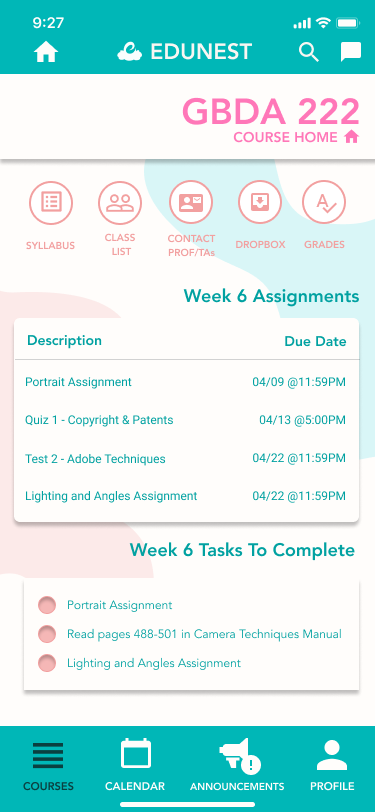 9:27
EDUNEST
GBDA 222
COURSE HOME
SYLLABUS
CLASS
LIST
CONTACT
PROF/TAs
DROPBOX
GRADES
Week 6 Assignments
Description Due Date
Portrait Assignment 04/09 @11:59PM
Quiz 1 - Copyright & Patents 04/13 @5:00PM
Test 2 - Adobe Techniques 04/22 @11:59PM
Lighting and Angles Assignment 04/22 @11:59PM
Week 6 Tasks To Complete
Portrait Assignment
Read pages 488-501 in Camera Techniques Manual
Lighting and Angles Assignment
COURSES CALENDAR ANNOUNCEMENTS PROFILE